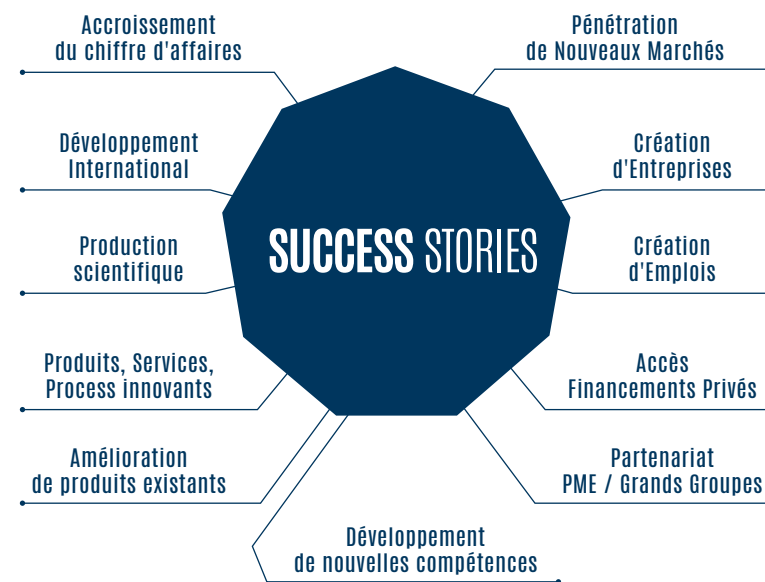 Accroissement
du chiffre d'affaires
Pénétration
de Nouveaux Marchés
Développement
International
Création
d'Entreprises
SUCCESS STORIES
Production
scientifique
Création
d'Emplois
Produits, Services,
Process innovants
Accès
Financements Privés
Amélioration
de produits existants
Partenariat
PME / Grands Groupes
Développement
de nouvelles compétences